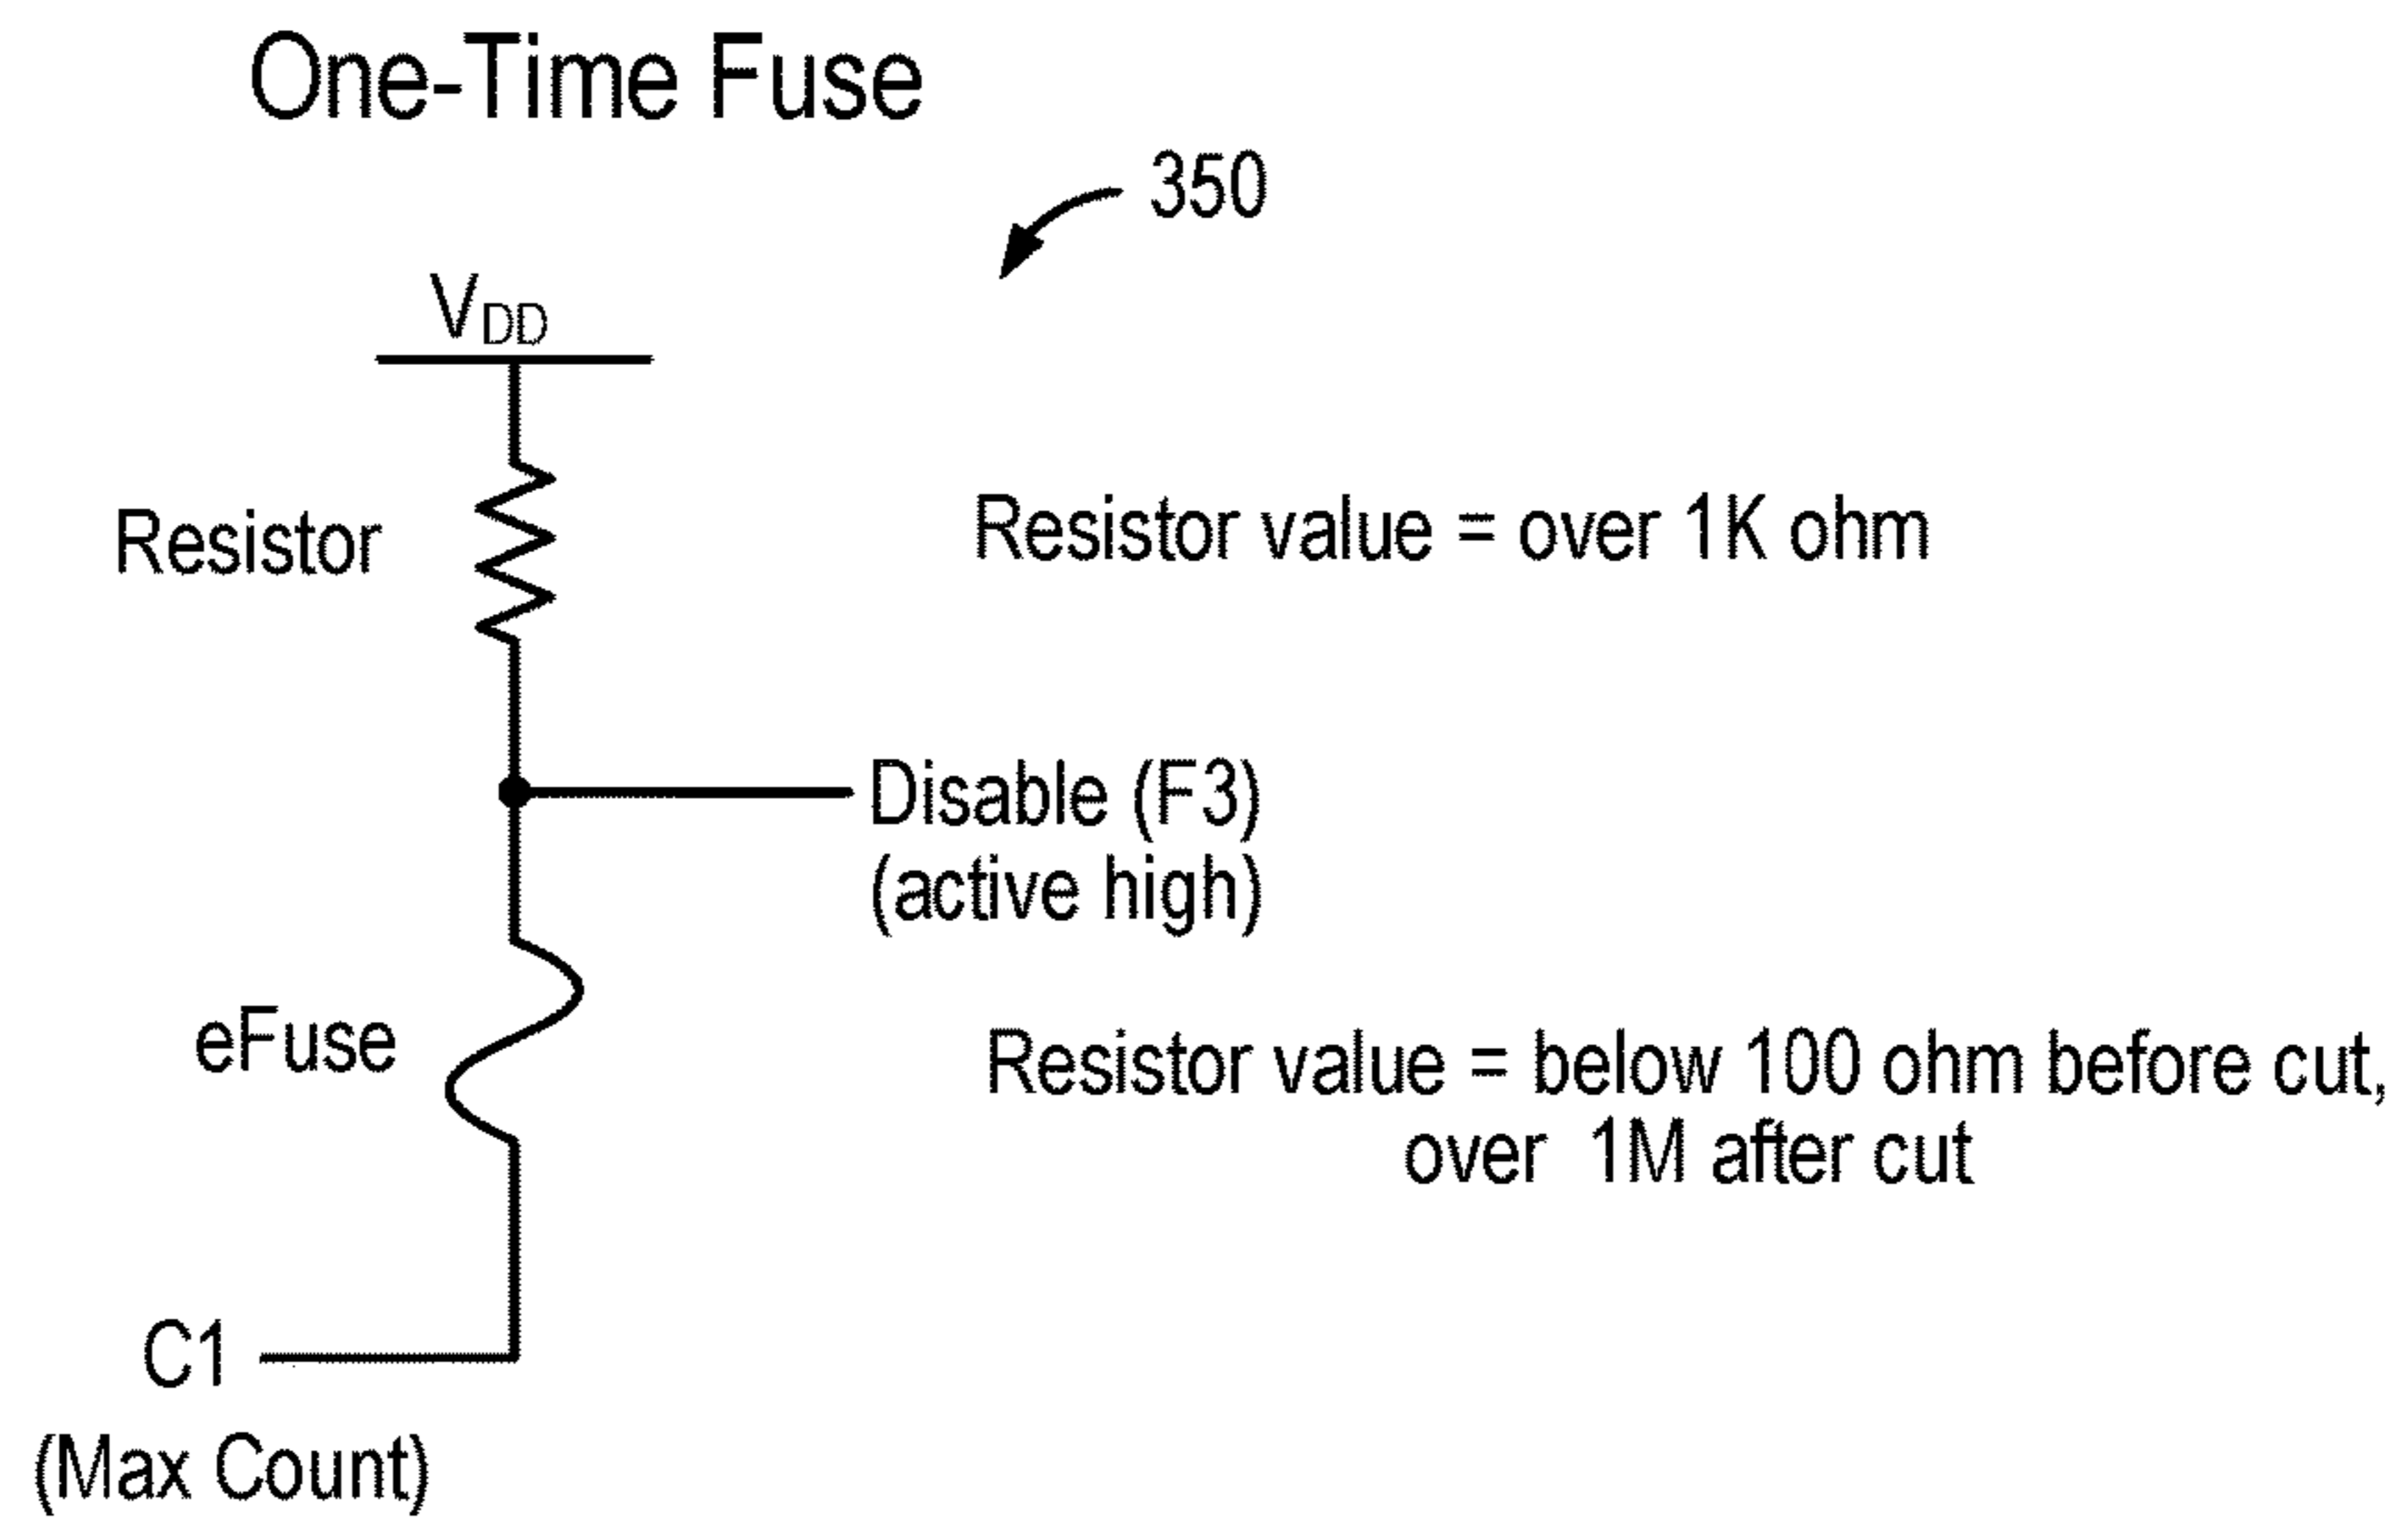 One-Time Fuse
350
VDD
Resistor
Resistor value = over 1K ohm
Disable (F3)
(active high)
eFuse
Resistor value = below 100 ohm before cut,
over 1M after cut
C1
(Max Count)